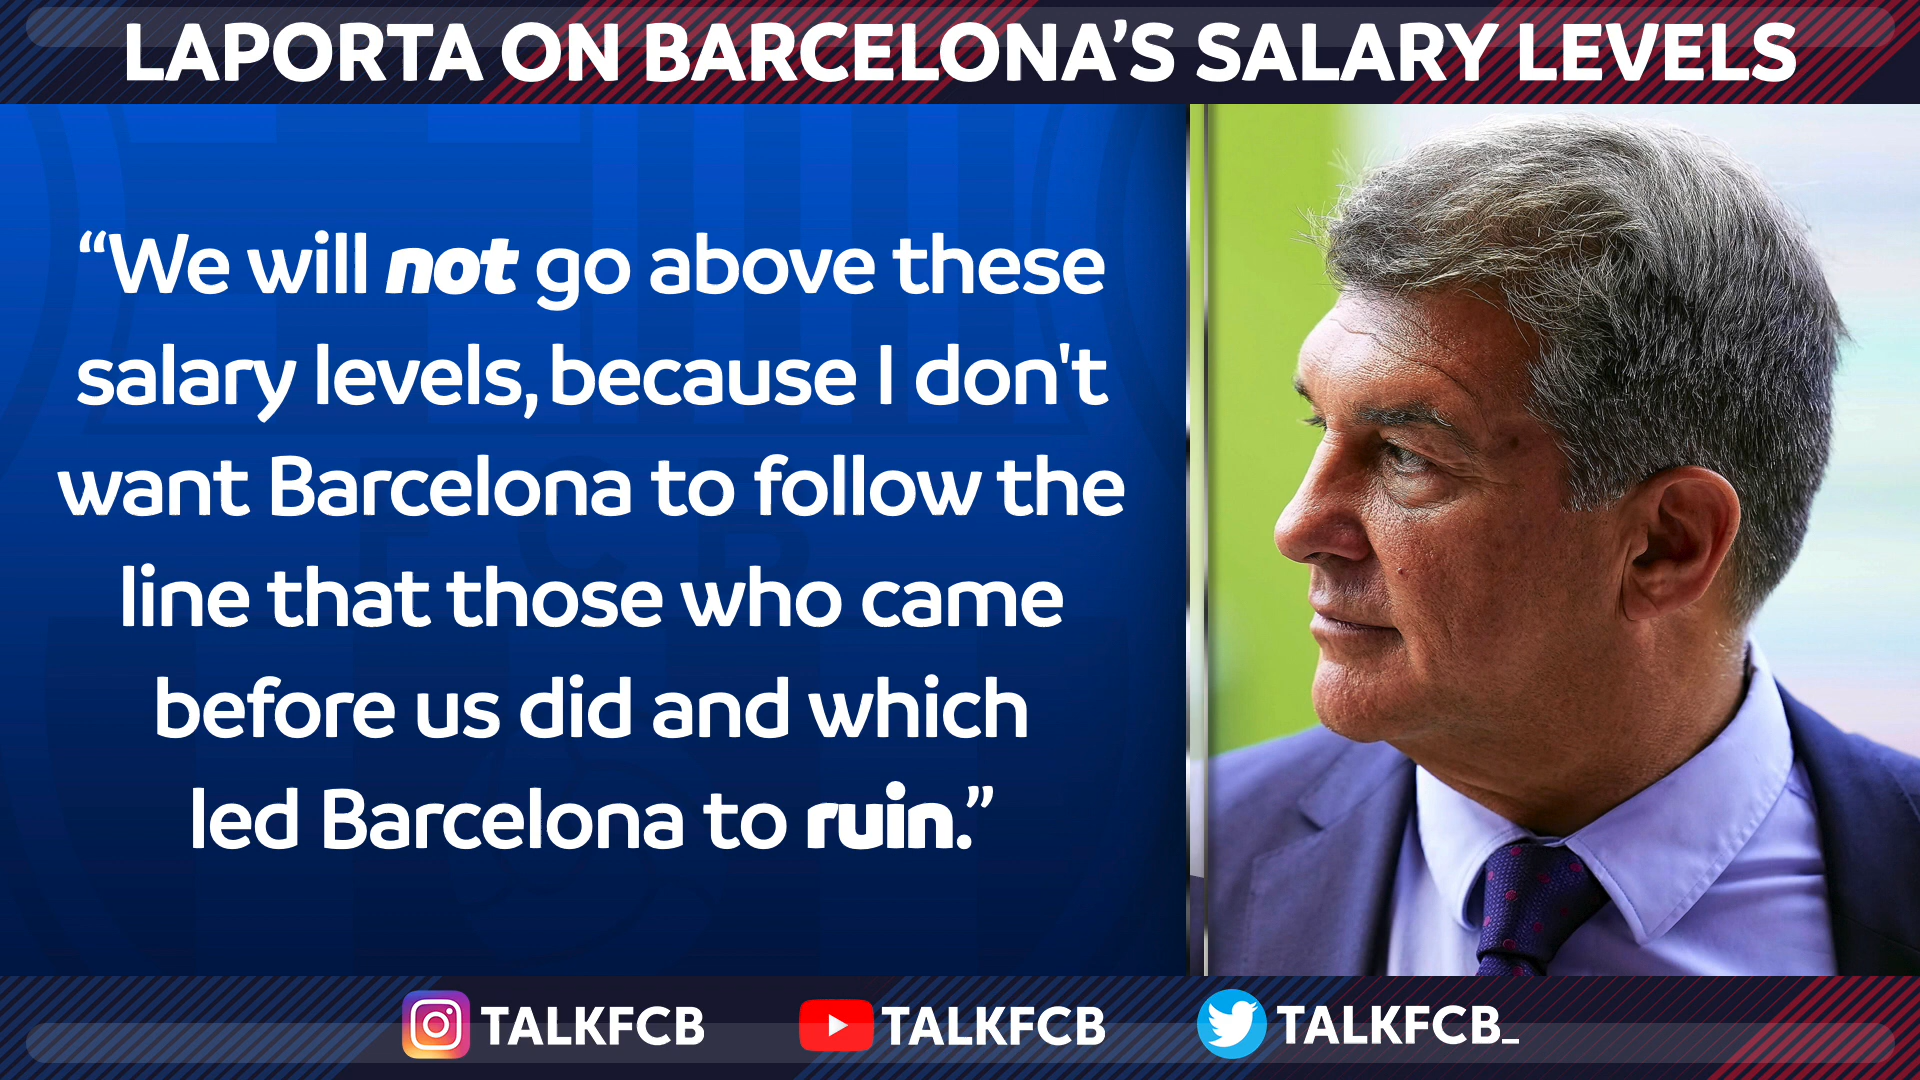 LAPORTA ON BARCELONA’S SALARY LEVELS
“We will not go above these
salary levels, because I don't
want Barcelona to follow the
line that those who came
before us did and which
led Barcelona to ruin.”
F C B
TALKFCB TALKFCB TALKFCB_